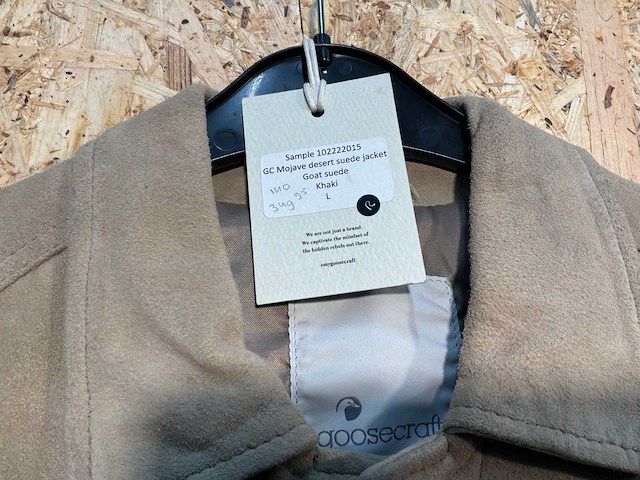 Sample 102222015
GC Mojave desert suede jacket
Goat suede
Khaki
L
We are not just a brand.
We captivate the mindset of
the hidden rebels out there.
#mygoosecraft
goosecraft